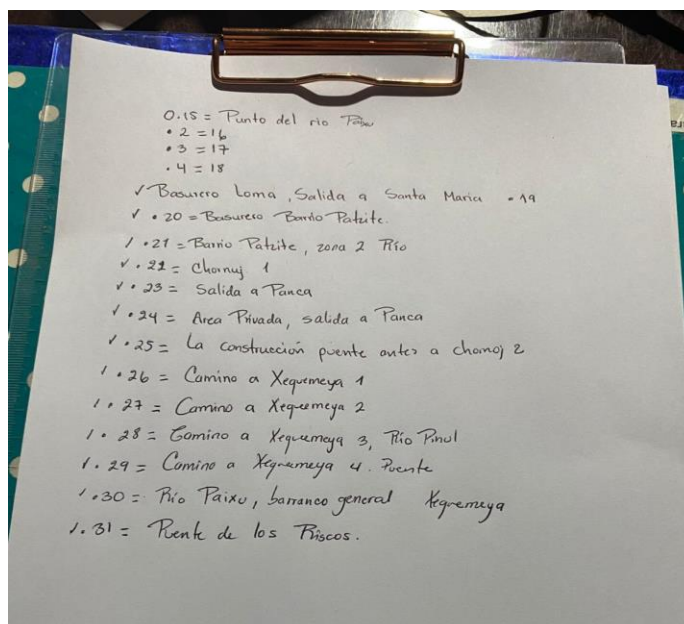 0.15 = Punto del rio
• 2 = 16
• 3 = 17
. 4 = 18
✓ Basurero Loma, Salida a Santa Maria • 19
✓ • 20 = Basurero Barrio Patzite.
/ • 21 = Barrio Patzite, zona 2 Río
✓ • 22 = Chomuj 1
✓ • 23 = Salida a Panca
✓ • 24 = Area Privada, salida a Panca
✓ • 25 = La construcción puente antes a chomoj 2
/ • 26 = Camino a Xequemeya 1
/ • 27 = Camino a Xequemeya 2
/ • 28 = Camino a Xequemeya 3, Río Pinul
✓ • 29 = Camino a Xequemeya 4. Puente
✓ • 30 = Río Paixu, barranco general Xequemeya
✓ • 31 = Puente de los Riscos.